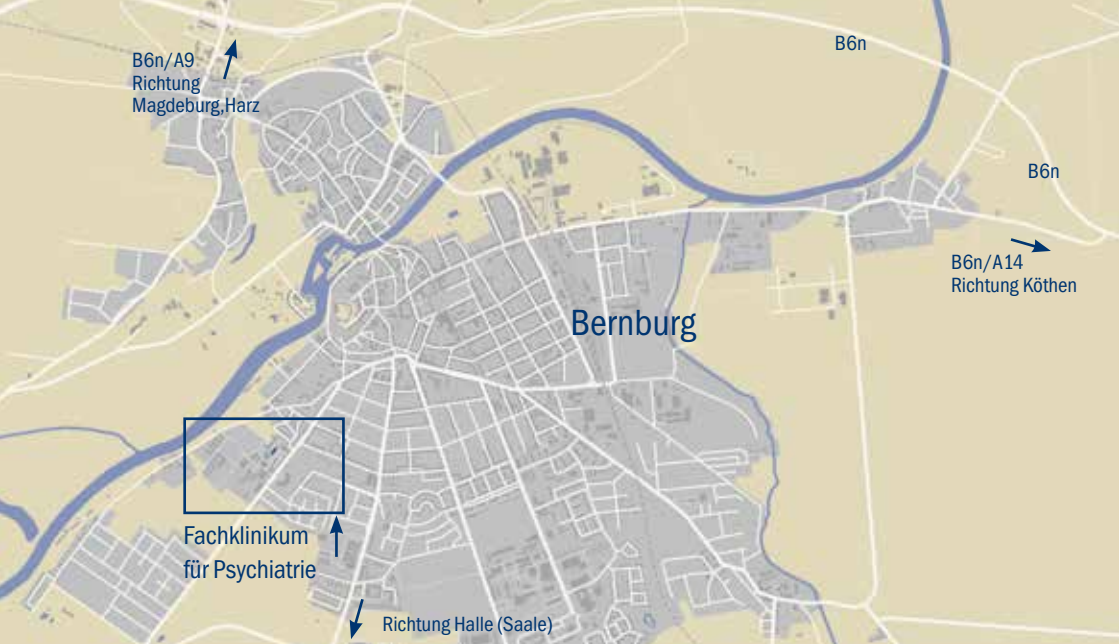 B6n
B6n/A9
Richtung
Magdeburg,Harz
B6n
B6n/A14
Richtung Köthen
Bernburg
Fachklinikum
für Psychiatrie
Richtung Halle (Saale)